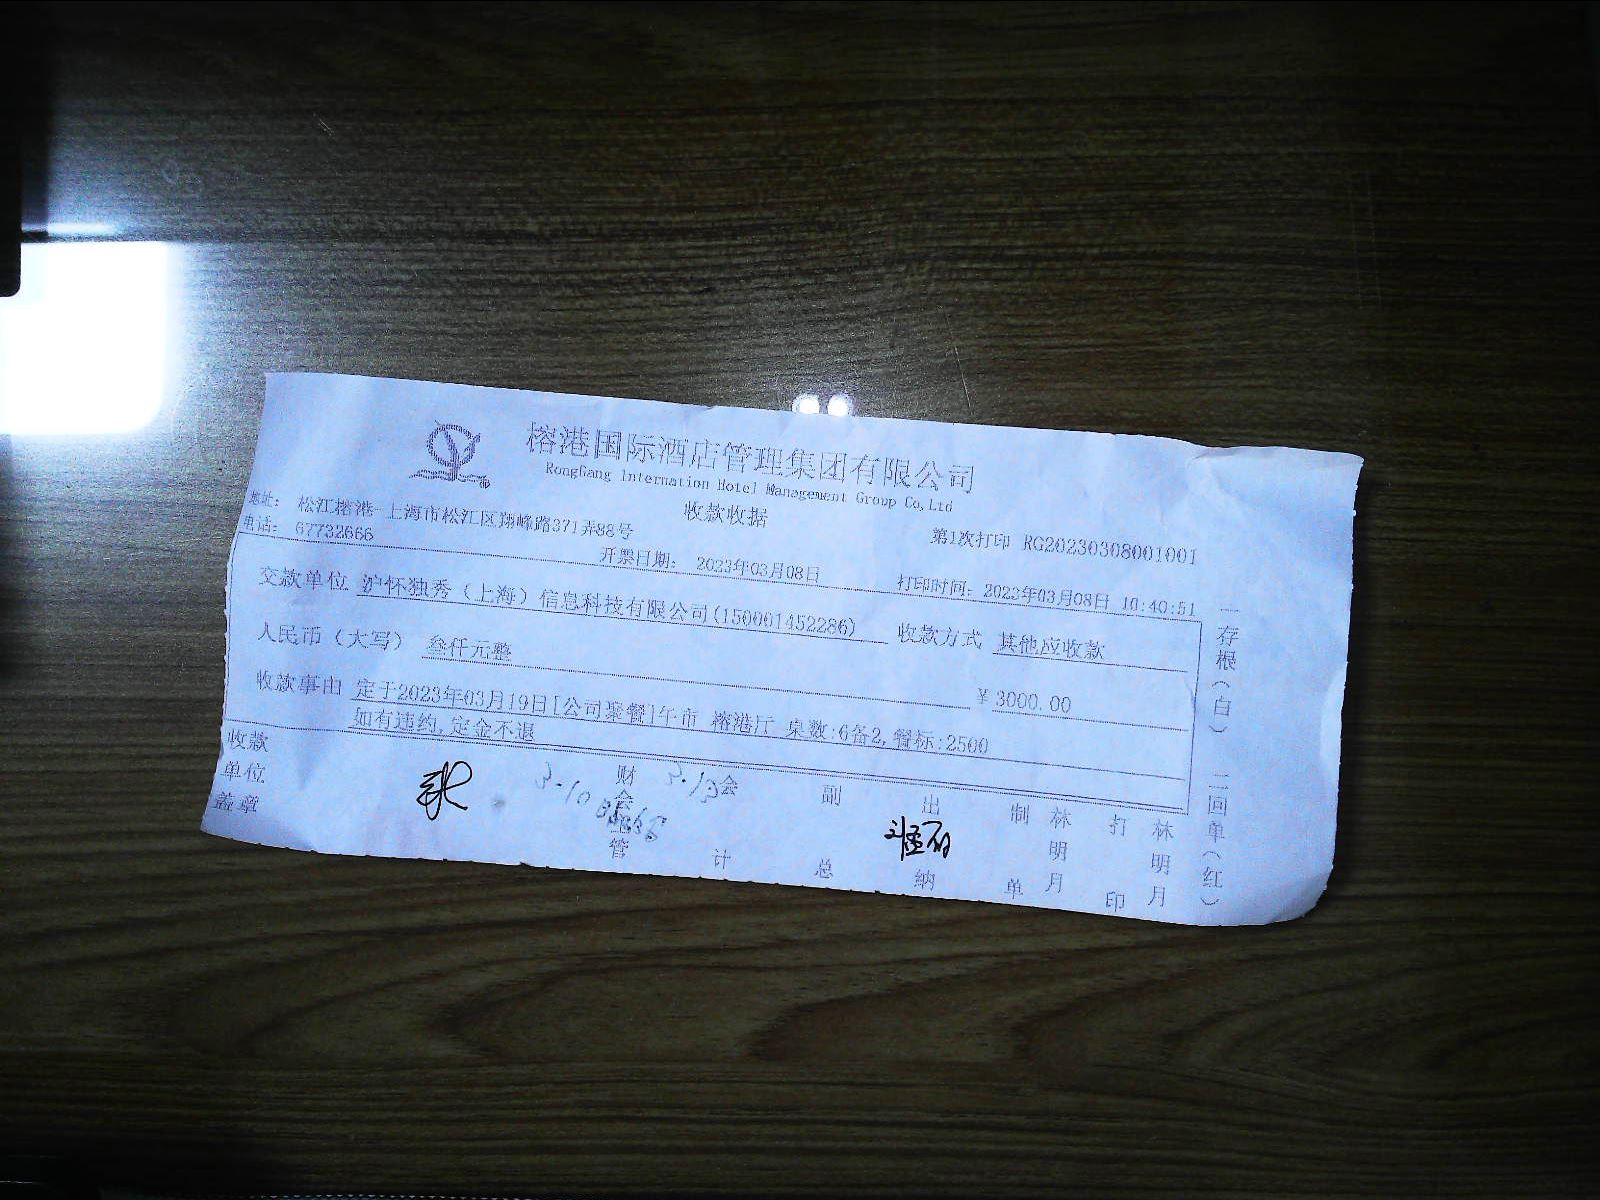 榕港国际酒店管理集团有限公司
RongGang Internation Hotel Management Group Co,Ltd
地址： 松江榕港-上海市松江区翔峰路371弄88号
收款收据
第1次打印 RG20230308001001
电话： 67732666
开票日期： 2023年03月08日
打印时间：2023年03月08日 10:40:51
交款单位 沪怀独秀（上海）信息科技有限公司(150001452286)
收款方式 其他应收款
人民币（大写） 叁仟元整
￥3000.00
收款事由 定于2023年03月19日[公司聚餐]午市 榕港厅 桌数:6备2,餐标:2500
如有违约,定金不退
收款单位盖章
财会主管
3-10
3.13
会计
副总
出纳
制单
林明月
打印
林明月
一存根（白） 二回单（红）